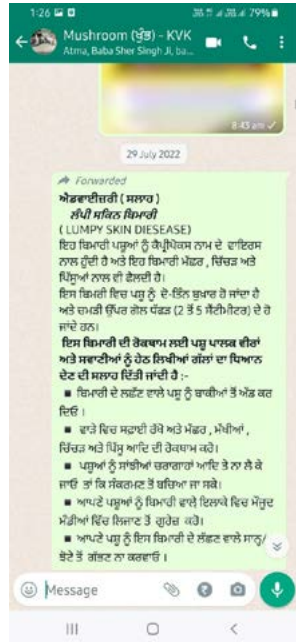 1:26
79%
Mushroom (ਖੁੰਭ) - KVK
Atma, Baba Sher Singh Ji, ba...
8:43 am
29 July 2022
Forwarded
ਐਡਵਾਈਜ਼ਰੀ ( ਸਲਾਹ )
ਲੰਪੀ ਸਕਿਨ ਬਿਮਾਰੀ
( LUMPY SKIN DIESEASE)
ਇਹ ਬਿਮਾਰੀ ਪਸ਼ੂਆਂ ਨੂੰ ਕੈਪ੍ਰੀਪੋਕਸ ਨਾਮ ਦੇ ਵਾਇਰਸ
ਨਾਲ ਹੁੰਦੀ ਹੈ ਅਤੇ ਇਹ ਬਿਮਾਰੀ ਮੱਛਰ , ਚਿੱਚੜ ਅਤੇ
ਪਿੱਸੂਆਂ ਨਾਲ ਵੀ ਫੈਲਦੀ ਹੈ।
ਇਸ ਬਿਮਰੀ ਵਿਚ ਪਸ਼ੂ ਨੂੰ ਦੋ-ਤਿੰਨ ਬੁਖਾਰ ਹੋ ਜਾਂਦਾ ਹੈ
ਅਤੇ ਚਮੜੀ ਉੱਪਰ ਗੋਲ ਧੱਫੜ (2 ਤੋਂ 5 ਸੈਂਟੀਮੀਟਰ) ਦੇ ਹੋ
ਜਾਂਦੇ ਹਨ।
ਇਸ ਬਿਮਾਰੀ ਦੀ ਰੋਕਥਾਮ ਲਈ ਪਸ਼ੂ ਪਾਲਕ ਵੀਰਾਂ
ਅਤੇ ਸਵਾਣੀਆਂ ਨੂੰ ਹੇਠ ਲਿਖੀਆਂ ਗੱਲਾਂ ਦਾ ਧਿਆਨ
ਦੇਣ ਦੀ ਸਲਾਹ ਦਿੱਤੀ ਜਾਂਦੀ ਹੈ :-
■ ਬਿਮਾਰੀ ਦੇ ਲਛੱਣ ਵਾਲੇ ਪਸ਼ੂ ਨੂੰ ਬਾਕੀਆਂ ਤੋਂ ਅੱਡ ਕਰ
ਦਿਓ ।
■ ਵਾੜੇ ਵਿਚ ਸਫਾਈ ਰੱਖੋ ਅਤੇ ਮੱਛਰ , ਮੱਖੀਆਂ ,
ਚਿੱਚੜ ਅਤੇ ਪਿੱਸੂ ਆਦਿ ਦੀ ਰੋਕਥਾਮ ਕਰੋ।
■ ਪਸ਼ੂਆਂ ਨੂੰ ਸਾਂਝੀਆਂ ਚਰਾਗਾਹਾਂ ਆਦਿ ਤੇ ਨਾ ਲੈ ਕੇ
ਜਾਓ ਤਾਂ ਕਿ ਸੰਕਰਮਣ ਤੋਂ ਬਚਿਆ ਜਾ ਸਕੇ।
■ ਆਪਣੇ ਪਸ਼ੂਆਂ ਨੂੰ ਬਿਮਾਰੀ ਵਾਲੇ ਇਲਾਕੇ ਵਿਚ ਮੌਜੂਦ
ਮੰਡੀਆਂ ਵਿੱਚ ਲਿਜਾਣ ਤੋਂ ਗੁਰੇਜ਼ ਕਰੋ।
■ ਆਪਣੇ ਪਸ਼ੂ ਨੂੰ ਇਸ ਬਿਮਾਰੀ ਦੇ ਲੱਛਣ ਵਾਲੇ ਸਾਨ੍ਹ/
ਝੋਟੇ ਤੋਂ ਗੱਭਣ ਨਾ ਕਰਵਾਓ ।
Message